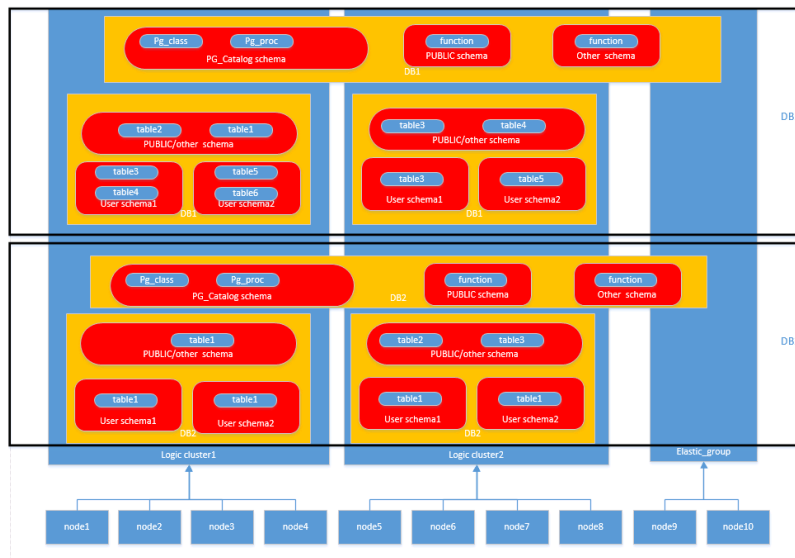 Pg_class Pg_proc function function
PG_Catalog schema PUBLIC schema Other schema
DB1
DB
table2 table1 table3 table4
PUBLIC/other schema PUBLIC/other schema
table3 table5 table3 table5
table4 table6
User schema1 User schema2 User schema1 User schema2
DB1 DB1
Pg_class Pg_proc function function
PG_Catalog schema PUBLIC schema Other schema
DB2
table1 table2 table3
DB
PUBLIC/other schema PUBLIC/other schema
table1 table1 table1 table1
User schema1 User schema2 User schema1 User schema2
DB2 DB2
Logic cluster1 Logic cluster2 Elastic_group
node1 node2 node3 node4 node5 node6 node7 node8 node9 node10